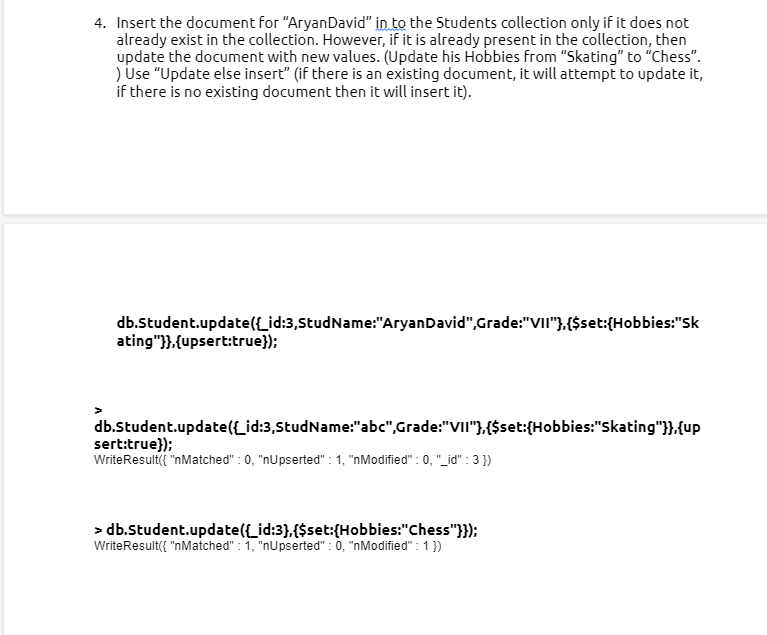 4. Insert the document for “AryanDavid” in to the Students collection only if it does not
already exist in the collection. However, if it is already present in the collection, then
update the document with new values. (Update his Hobbies from “Skating” to “Chess”.
) Use “Update else insert” (if there is an existing document, it will attempt to update it,
if there is no existing document then it will insert it).
db.Student.update({_id:3,StudName:"AryanDavid",Grade:"VII"},{$set:{Hobbies:"Sk
ating"}},{upsert:true});
>
db.Student.update({_id:3,StudName:"abc",Grade:"VII"},{$set:{Hobbies:"Skating"}},{up
sert:true});
WriteResult({ "nMatched" : 0, "nUpserted" : 1, "nModified" : 0, "_id" : 3 })
> db.Student.update({_id:3},{$set:{Hobbies:"Chess"}});
WriteResult({ "nMatched" : 1, "nUpserted" : 0, "nModified" : 1 })